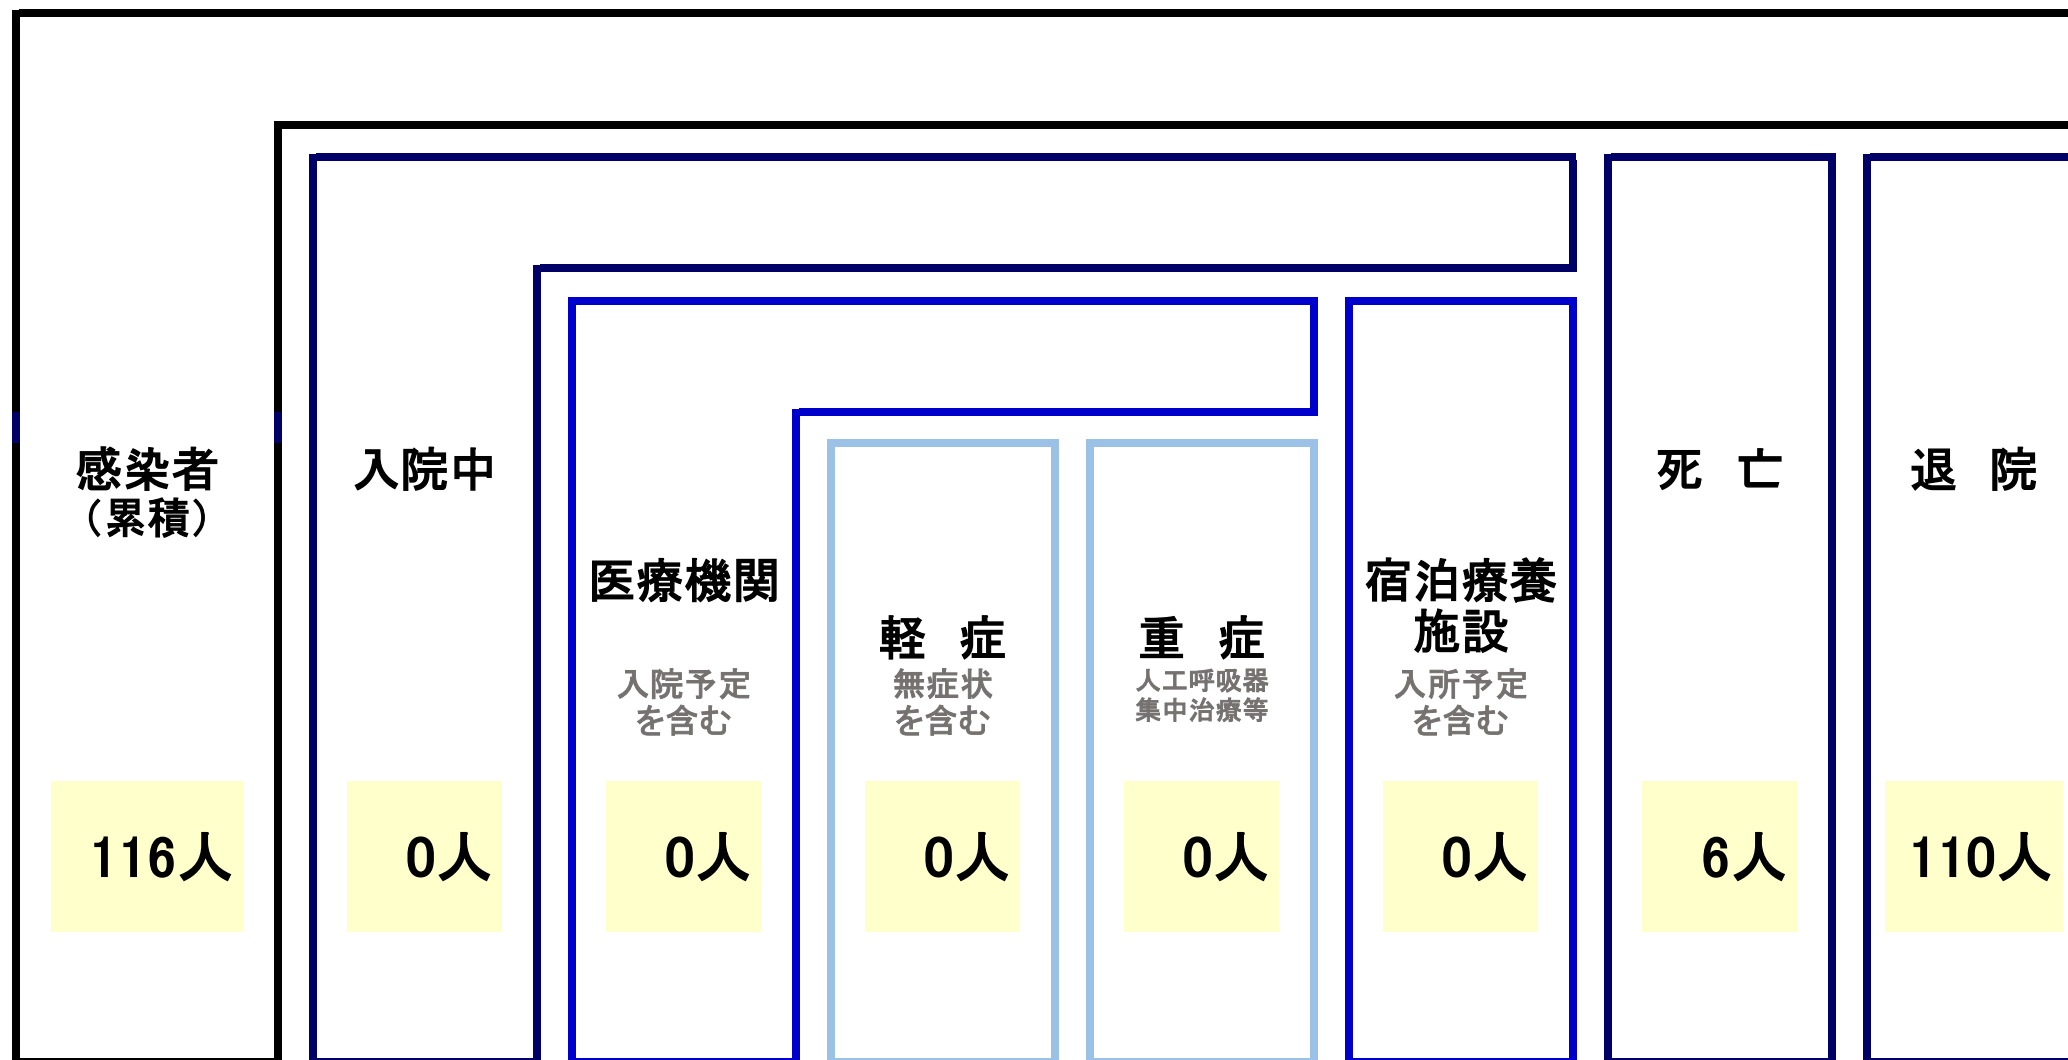 感染者
（累積）
116人
入院中
0人
医療機関
入院予定
を含む
0人
軽 症
無症状
を含む
0人
重 症
人工呼吸器
集中治療等
0人
宿泊療養
施設
入所予定
を含む
0人
死 亡
6人
退 院
110人